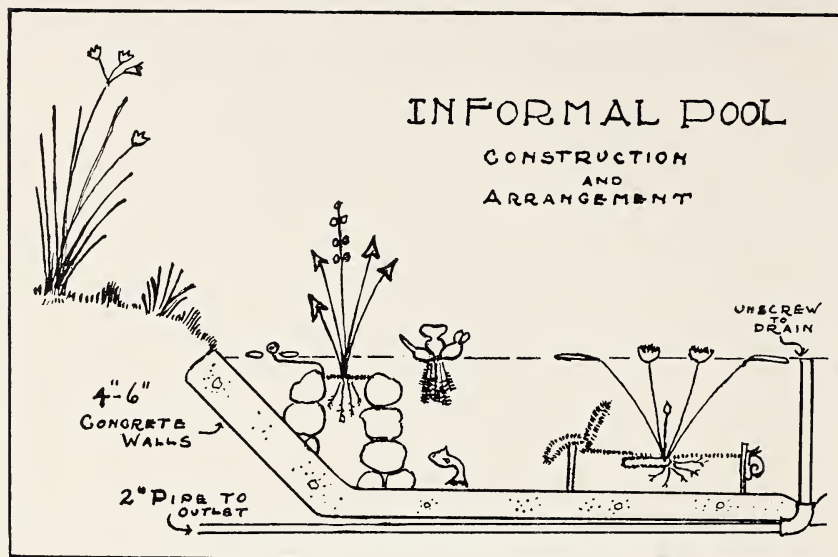 INFORMAL POOL
CONSTRUCTION
AND
ARRANGEMENT
UNSCREW
TO
DRAIN
4"-6"
CONCRETE
WALLS
2" PIPE TO
OUTLET